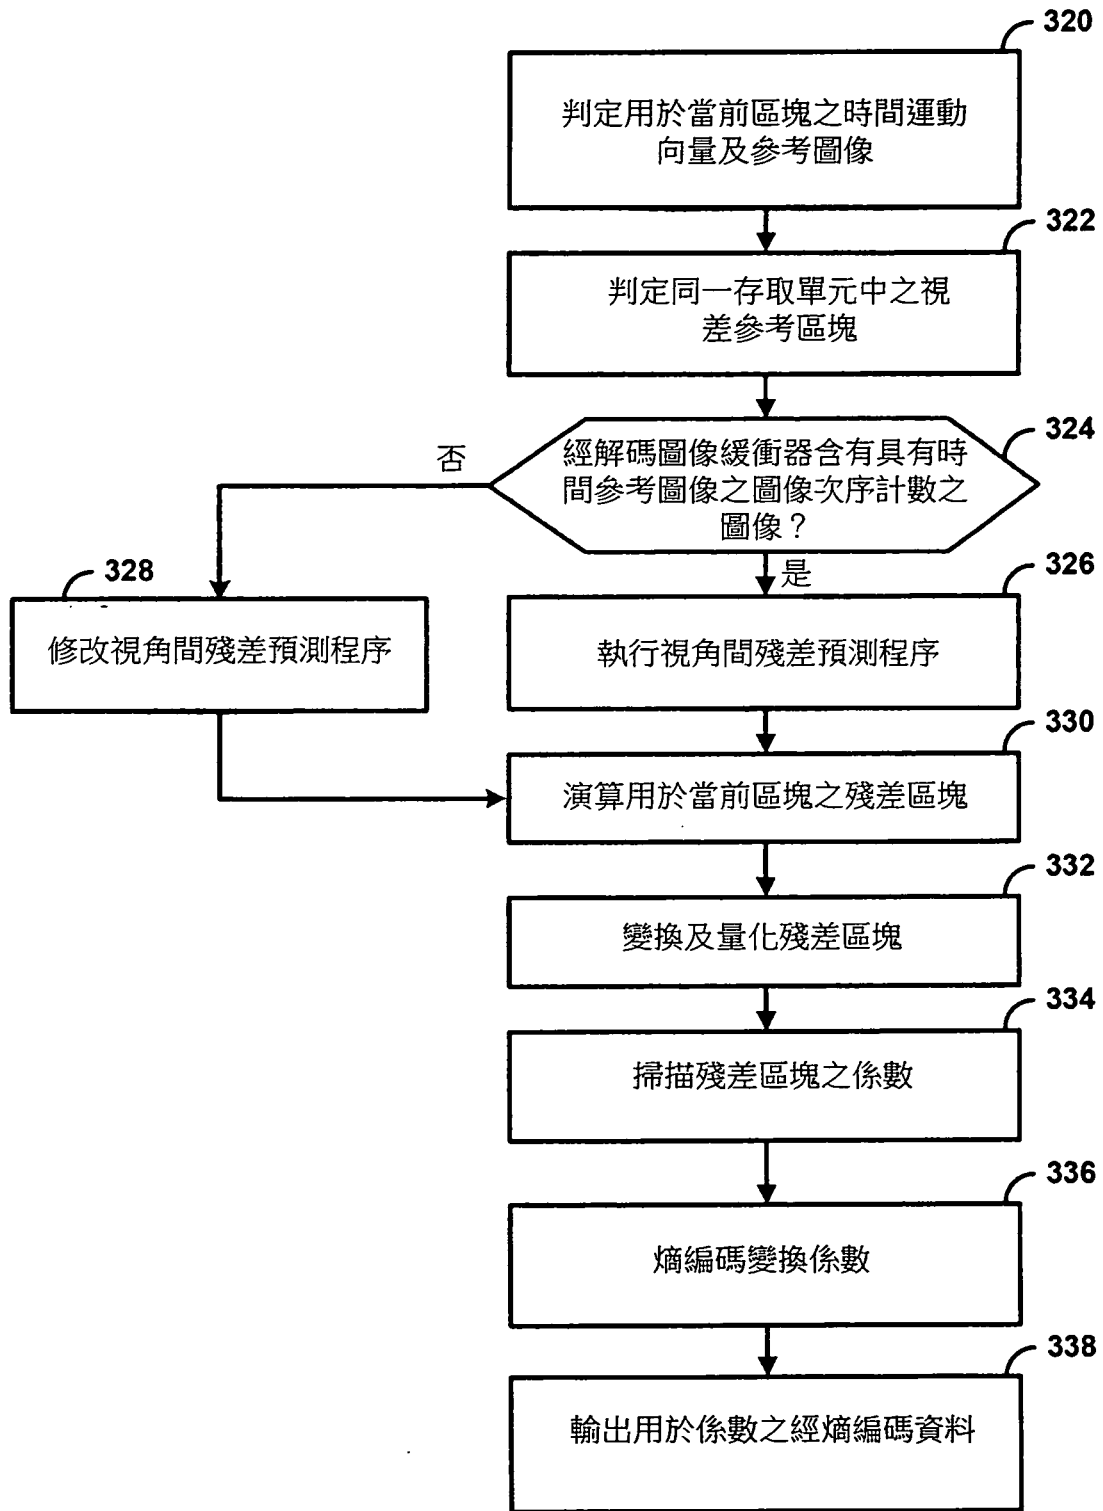 320
判定用於當前區塊之時間運動
向量及參考圖像
322
判定同一存取單元中之視
差參考區塊
324
經解碼圖像緩衝器含有具有時
間參考圖像之圖像次序計數之
圖像？
否
是
328
修改視角間殘差預測程序
326
執行視角間殘差預測程序
330
演算用於當前區塊之殘差區塊
332
變換及量化殘差區塊
334
掃描殘差區塊之係數
336
熵編碼變換係數
338
輸出用於係數之經熵編碼資料